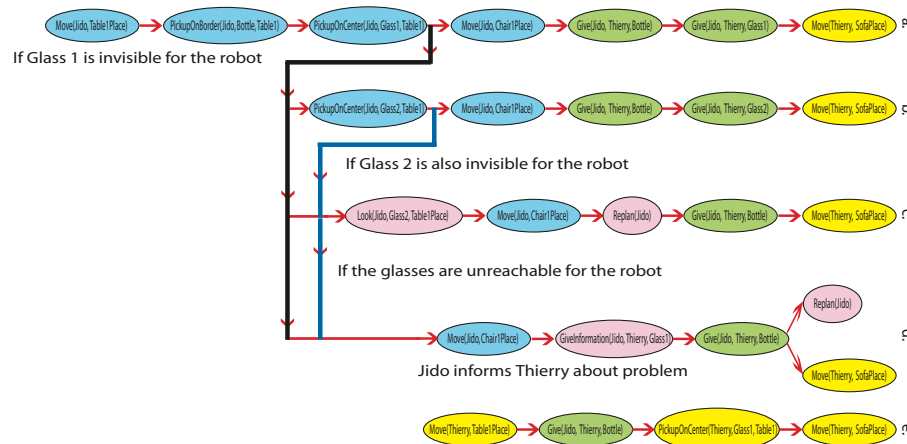 Move(Jido, Table1Place) PickupOnBorder(Jido, Bottle, Table1) PickupOnCenter(Jido, Glass1, Table1) Move(Jido, Chair1Place) Give(Jido, Thierry, Bottle) Give(Jido, Thierry, Glass1) Move(Thierry, SofaPlace)
If Glass 1 is invisible for the robot
PickupOnCenter(Jido, Glass2, Table1) Move(Jido, Chair1Place) Give(Jido, Thierry, Bottle) Give(Jido, Thierry, Glass2) Move(Thierry, SofaPlace)
If Glass 2 is also invisible for the robot
Look(Jido, Glass2, Table1Place) Move(Jido, Chair1Place) Replan(Jido) Give(Jido, Thierry, Bottle) Move(Thierry, SofaPlace)
If the glasses are unreachable for the robot
Replan(Jido)
Move(Jido, Chair1Place) GiveInformation(Jido, Thierry, Glass1) Give(Jido, Thierry, Bottle)
Jido informs Thierry about problem
Move(Thierry, SofaPlace)
Move(Thierry, Table1Place) Give(Jido, Thierry, Bottle) PickupOnCenter(Thierry, Glass1, Table1) Move(Thierry, SofaPlace)